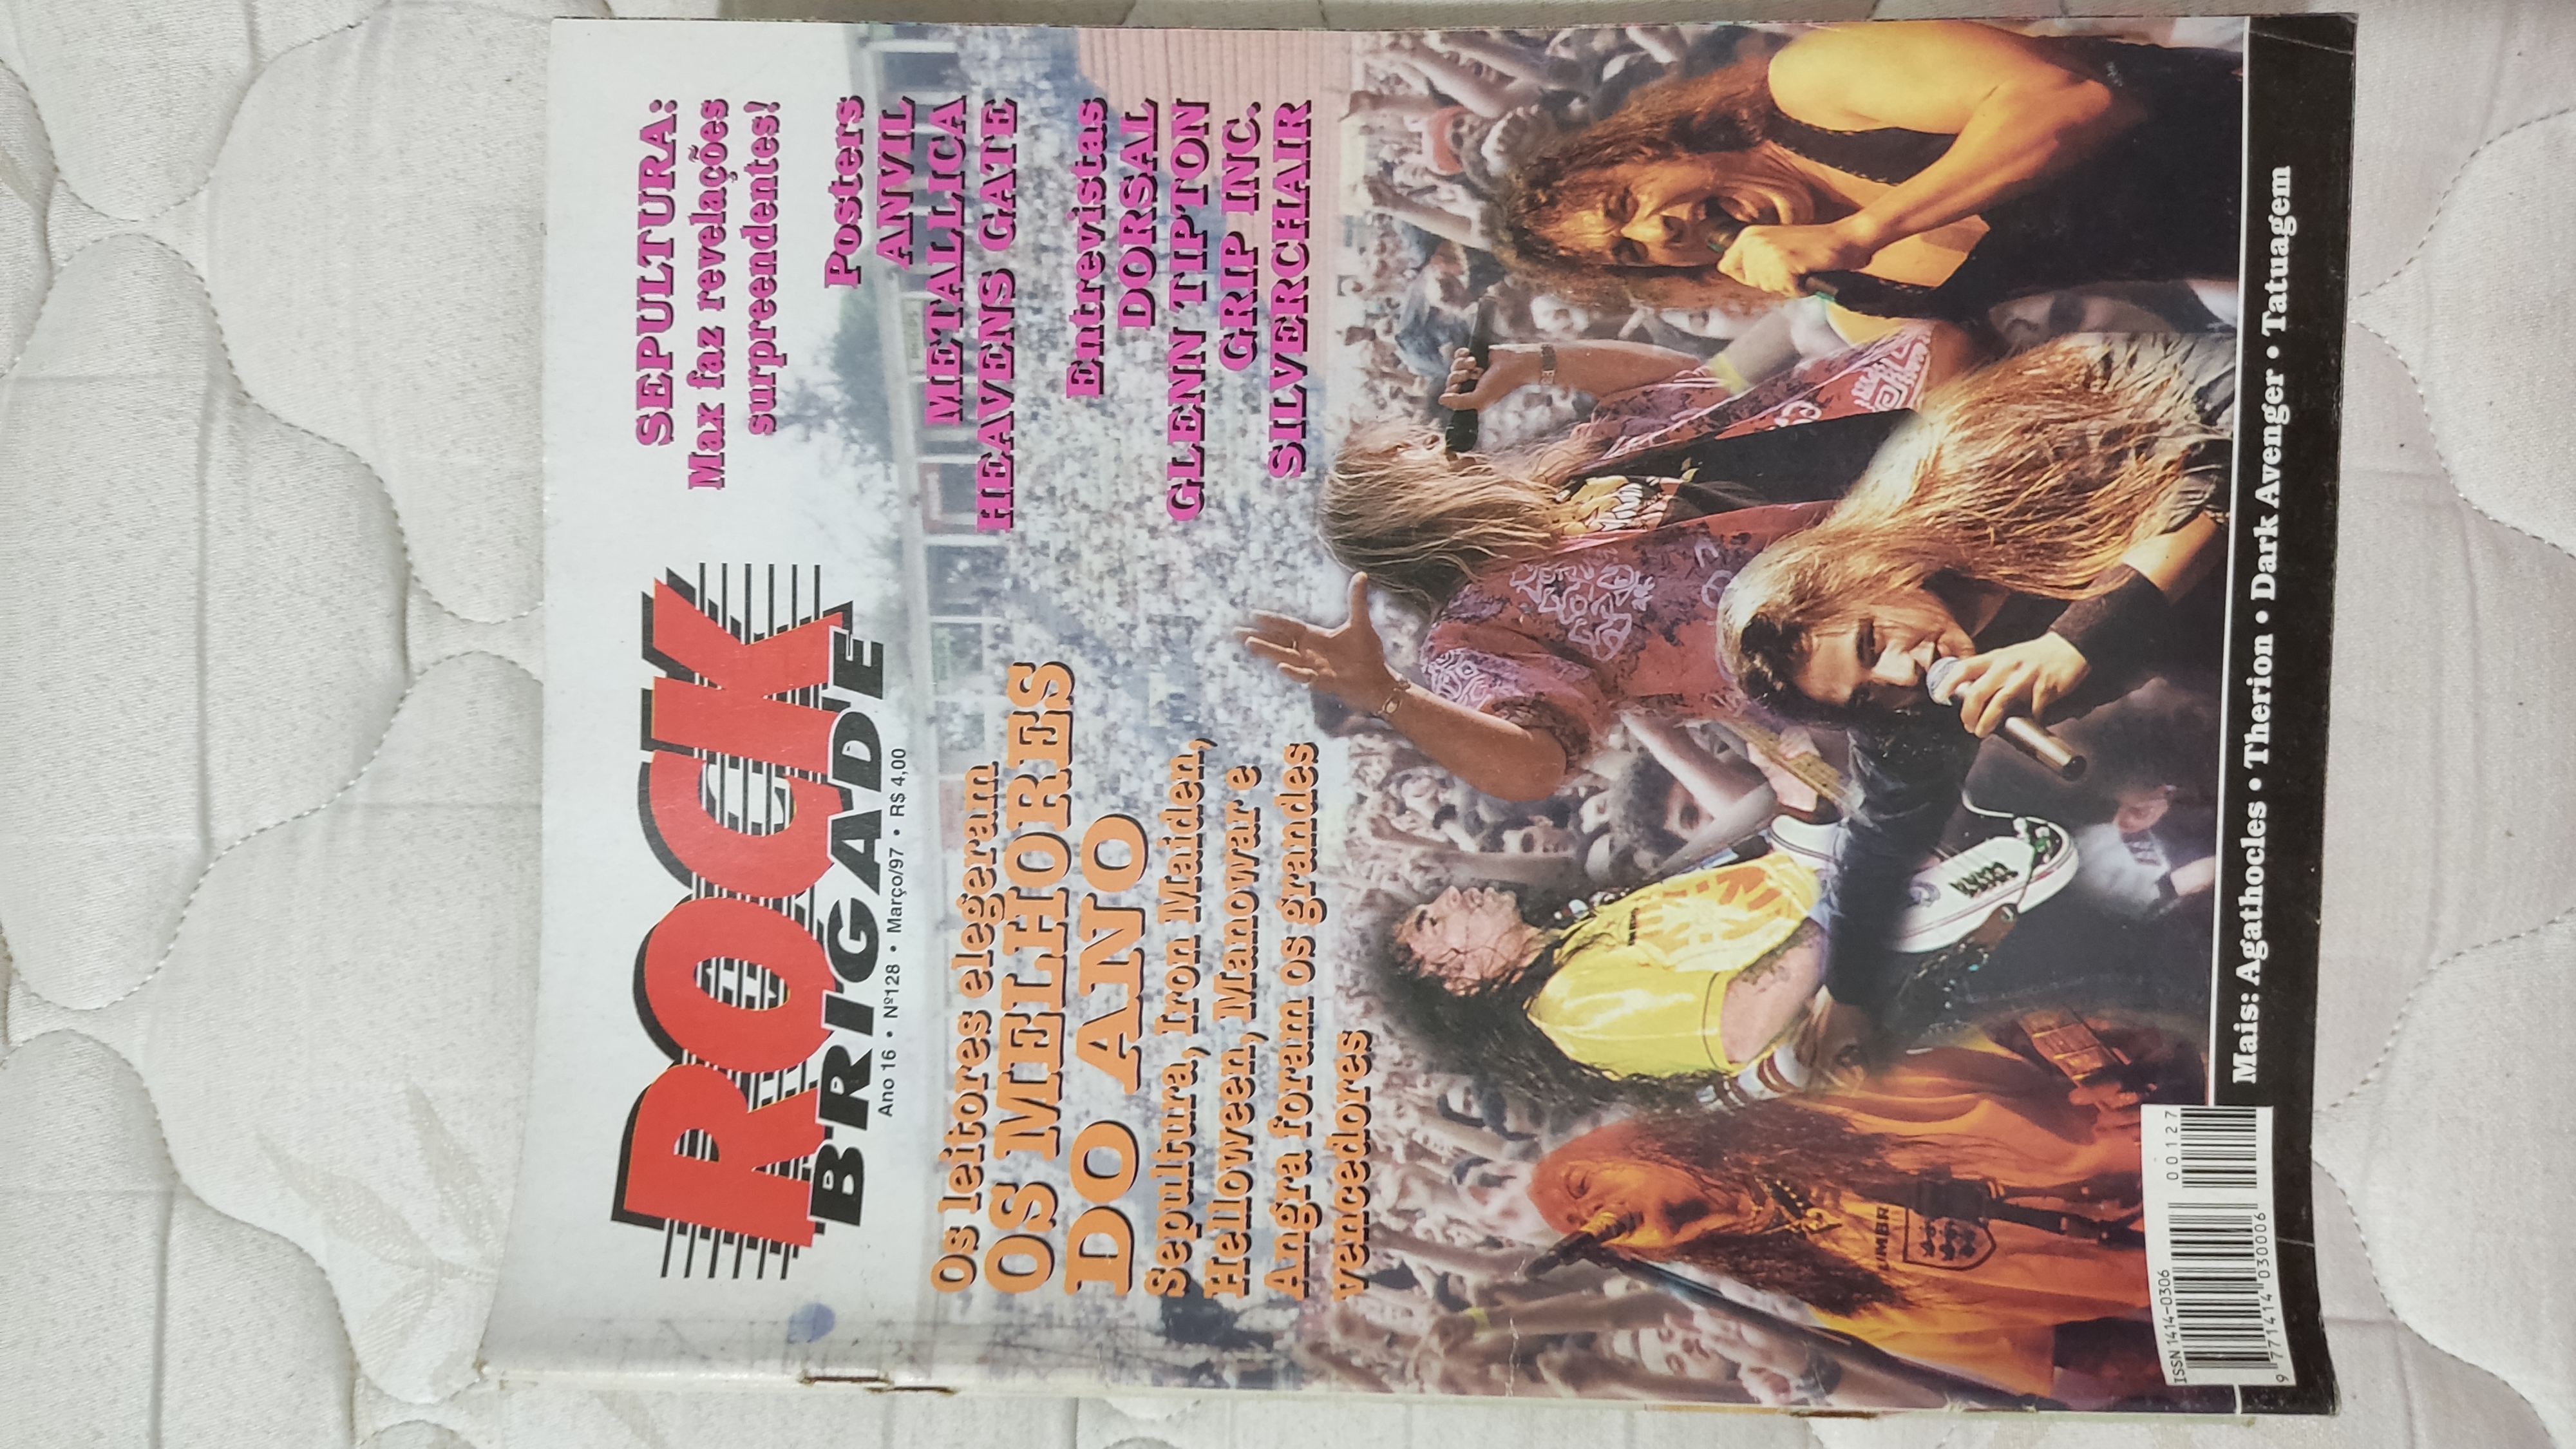 ROCK
BRIGADE
Ano 16 • Nº128 • Março/97 • R$ 4,00
Os leitores elegeram
OS MELHORES
DO ANO
Sepultura, Iron Maiden,
Helloween, Manowar e
Angra foram os grandes
vencedores
SEPULTURA:
Max faz revelações
surpreendentes!
Posters
ANVIL
METALLICA
HEAVENS GATE
Entrevistas
DORSAL
GLENN TIPTON
GRIP INC.
SILVERCHAIR
UMBR
ISSN 1414-0306
00127
9 771414 030006
Mais: Agathocles • Therion • Dark Avenger • Tatuagem